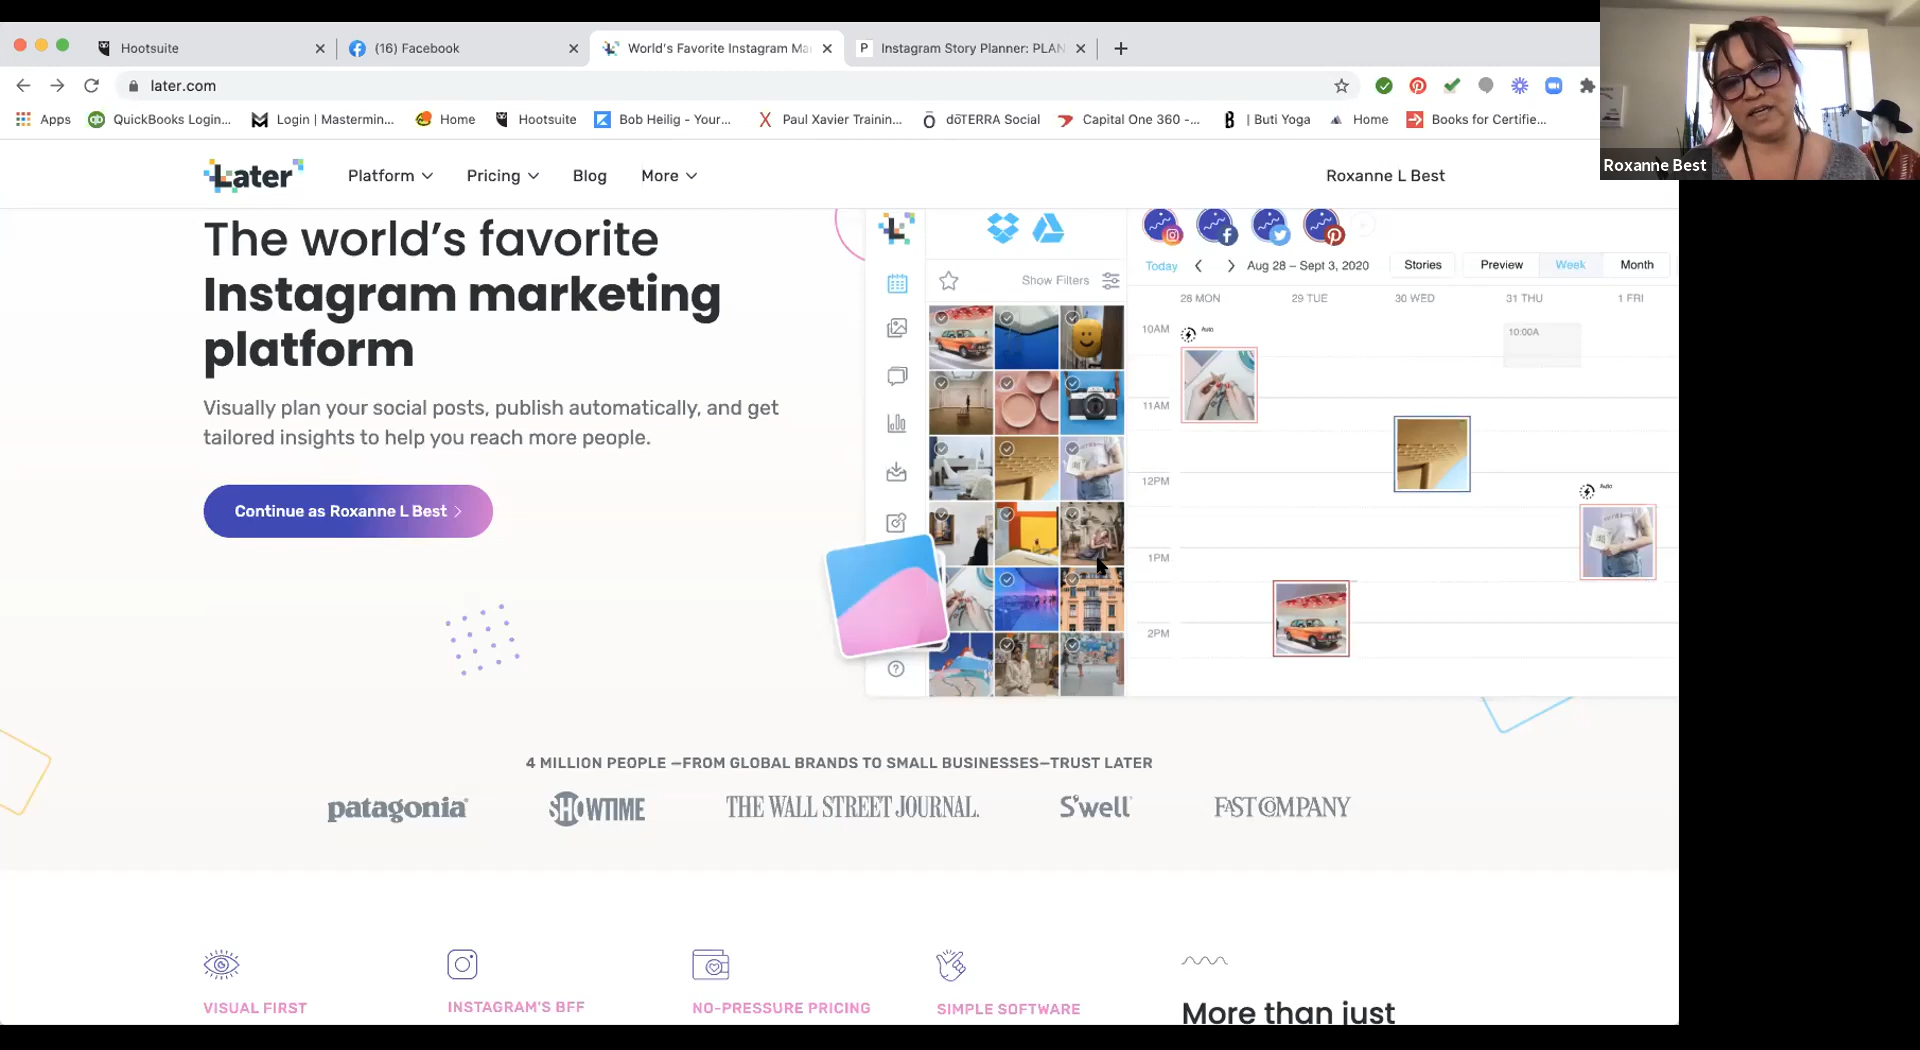 Hootsuite
(16) Facebook
World's Favorite Instagram Ma
Instagram Story Planner: PLAN
later.com
Apps
QuickBooks Login...
Login | Mastermin...
Home
Hootsuite
Bob Heilig - Your...
Paul Xavier Trainin...
dōTERRA Social
Capital One 360 -...
| Buti Yoga
Home
Books for Certifie...
Roxanne Best
Later
Platform
Pricing
Blog
More
Roxanne L Best
The world's favorite
Instagram marketing
platform
Visually plan your social posts, publish automatically, and get
tailored insights to help you reach more people.
Continue as Roxanne L Best
Show Filters
Today
Aug 28 – Sept 3, 2020
Stories
Preview
Week
Month
28 MON
29 TUE
30 WED
31 THU
1 FRI
10AM
Auto
10:00A
11AM
12PM
Auto
1PM
2PM
4 MILLION PEOPLE —FROM GLOBAL BRANDS TO SMALL BUSINESSES—TRUST LATER
patagonia
SHOWTIME
THE WALL STREET JOURNAL.
S'well
FAST COMPANY
VISUAL FIRST
INSTAGRAM'S BFF
NO-PRESSURE PRICING
SIMPLE SOFTWARE
More than just